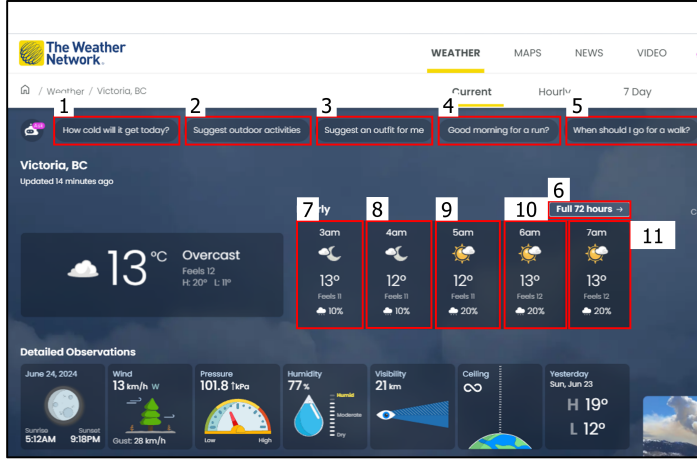 The Weather
Network.
WEATHER MAPS NEWS VIDEO
/ Weather / Victoria, BC
Current Hourly 7 Day
1 2 3 4 5
How cold will it get today? Suggest outdoor activities Suggest an outfit for me Good morning for a run? When should I go for a walk?
Victoria, BC
Updated 14 minutes ago
6
Full 72 hours →
7 8 9 10 11
3am 4am 5am 6am 7am
13°C Overcast
Feels 12
H: 20° L: 11°
13° 12° 12° 13° 13°
Feels 11 Feels 11 Feels 11 Feels 12 Feels 12
10% 10% 20% 20% 20%
Detailed Observations
June 24, 2024
Sunrise Sunset
5:12AM 9:18PM
Wind
13 km/h W
Gust: 28 km/h
Pressure
101.8 ↑kPa
Low High
Humidity
77%
Humid
Moderate
Dry
Visibility
21 km
Ceiling
∞
Yesterday
Sun, Jun 23
H 19°
L 12°